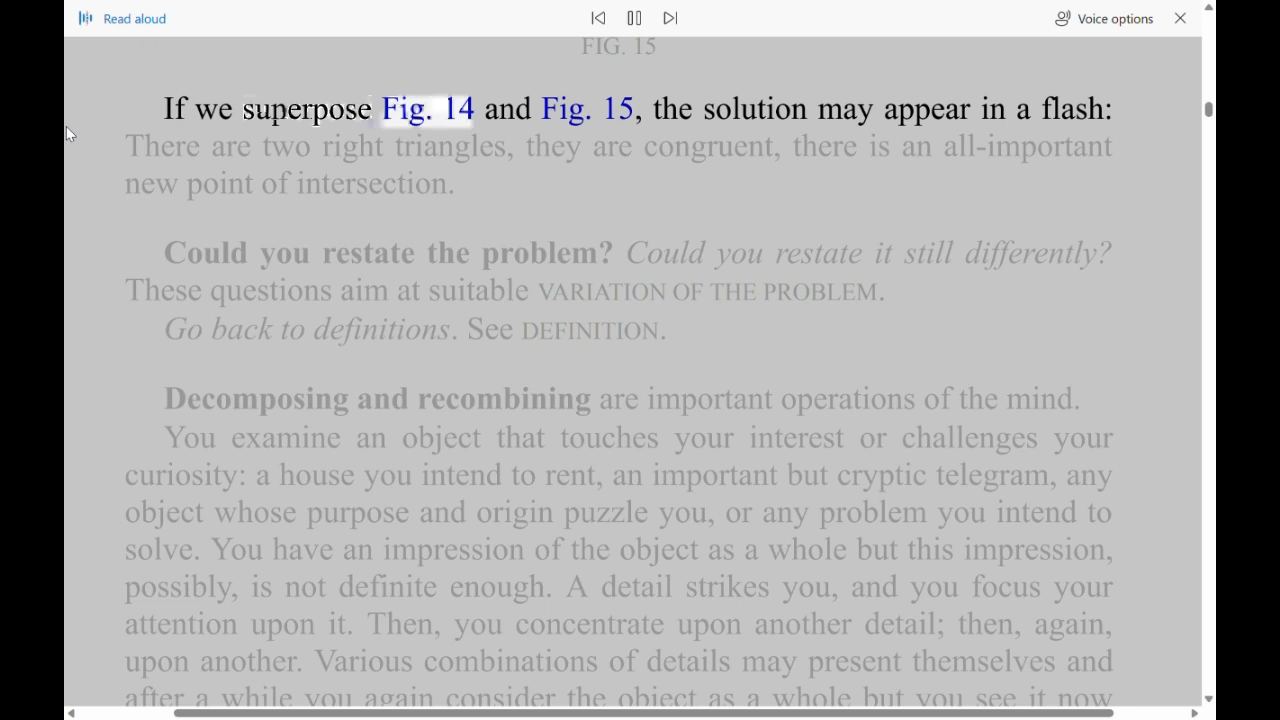 Read aloud
Voice options
FIG. 15
If we superpose Fig. 14 and Fig. 15, the solution may appear in a flash:
There are two right triangles, they are congruent, there is an all-important
new point of intersection.
Could you restate the problem? Could you restate it still differently?
These questions aim at suitable VARIATION OF THE PROBLEM.
Go back to definitions. See DEFINITION.
Decomposing and recombining are important operations of the mind.
You examine an object that touches your interest or challenges your
curiosity: a house you intend to rent, an important but cryptic telegram, any
object whose purpose and origin puzzle you, or any problem you intend to
solve. You have an impression of the object as a whole but this impression,
possibly, is not definite enough. A detail strikes you, and you focus your
attention upon it. Then, you concentrate upon another detail; then, again,
upon another. Various combinations of details may present themselves and
after a while you again consider the object as a whole but you see it now